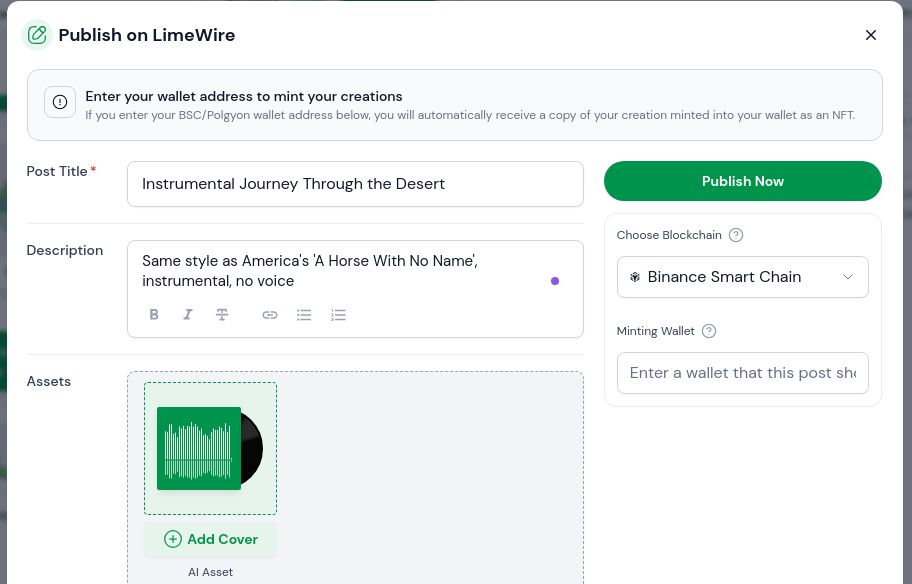 Publish on LimeWire
Enter your wallet address to mint your creations
If you enter your BSC/Polgyon wallet address below, you will automatically receive a copy of your creation minted into your wallet as an NFT.
Post Title *
Instrumental Journey Through the Desert
Description
Same style as America's 'A Horse With No Name',
instrumental, no voice
B I T
Assets
Add Cover
AI Asset
Publish Now
Choose Blockchain ?
Binance Smart Chain
Minting Wallet ?
Enter a wallet that this post sho